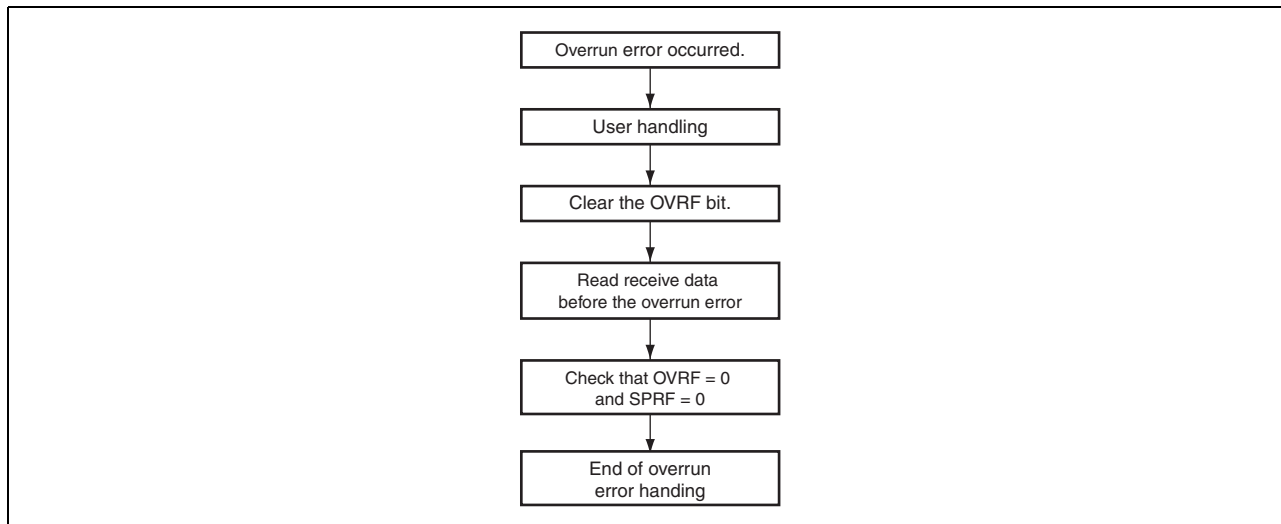 Overrun error occurred.
User handling
Clear the OVRF bit.
Read receive data
before the overrun error
Check that OVRF = 0
and SPRF = 0
End of overrun
error handing